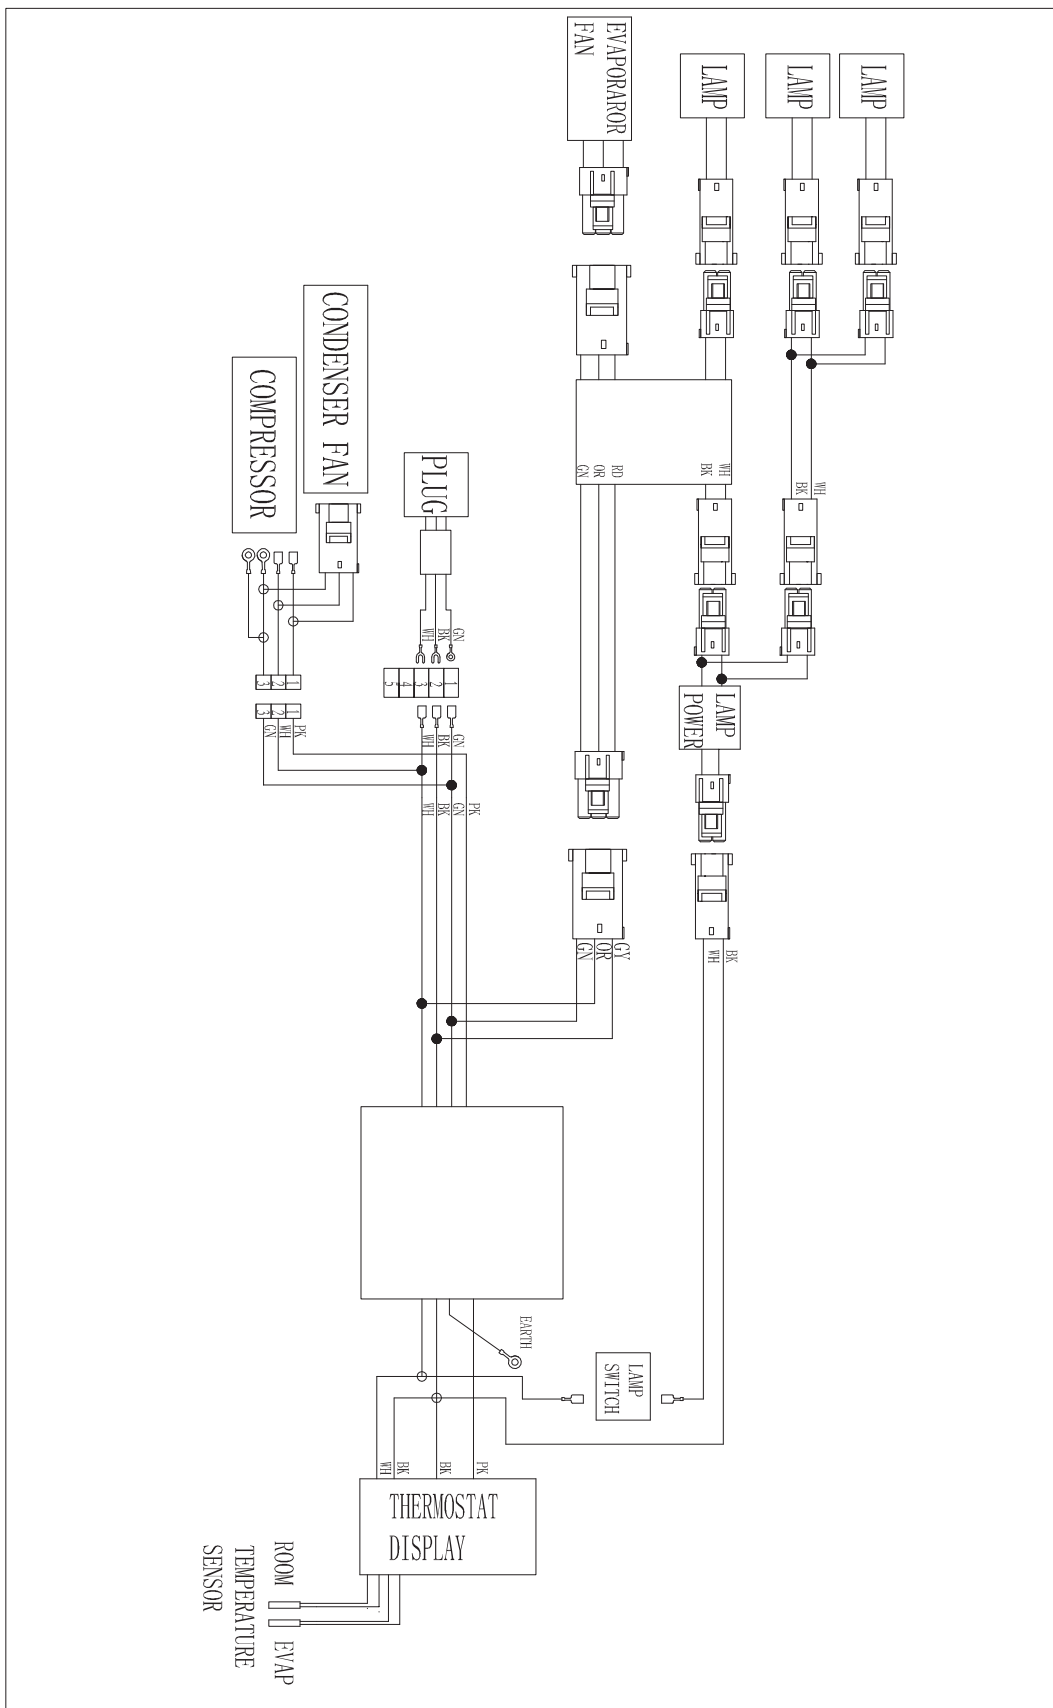 EVAPORAROR
FAN
LAMP
LAMP
LAMP
CONDENSER FAN
COMPRESSOR
PLUG
GN
OR
RD
BK
WH
BK
WH
WH
BK
GN
5
4
3
2
1
3
2
1
3
2
1
GN
WH
PK
WH
BK
GN
WH
BK
GN
PK
LAMP
POWER
GN
OR
GY
WH
BK
EARTH
LAMP
SWITCH
WH
BK
BK
PK
THERMOSTAT
DISPLAY
ROOM EVAP
TEMPERATURE
SENSOR